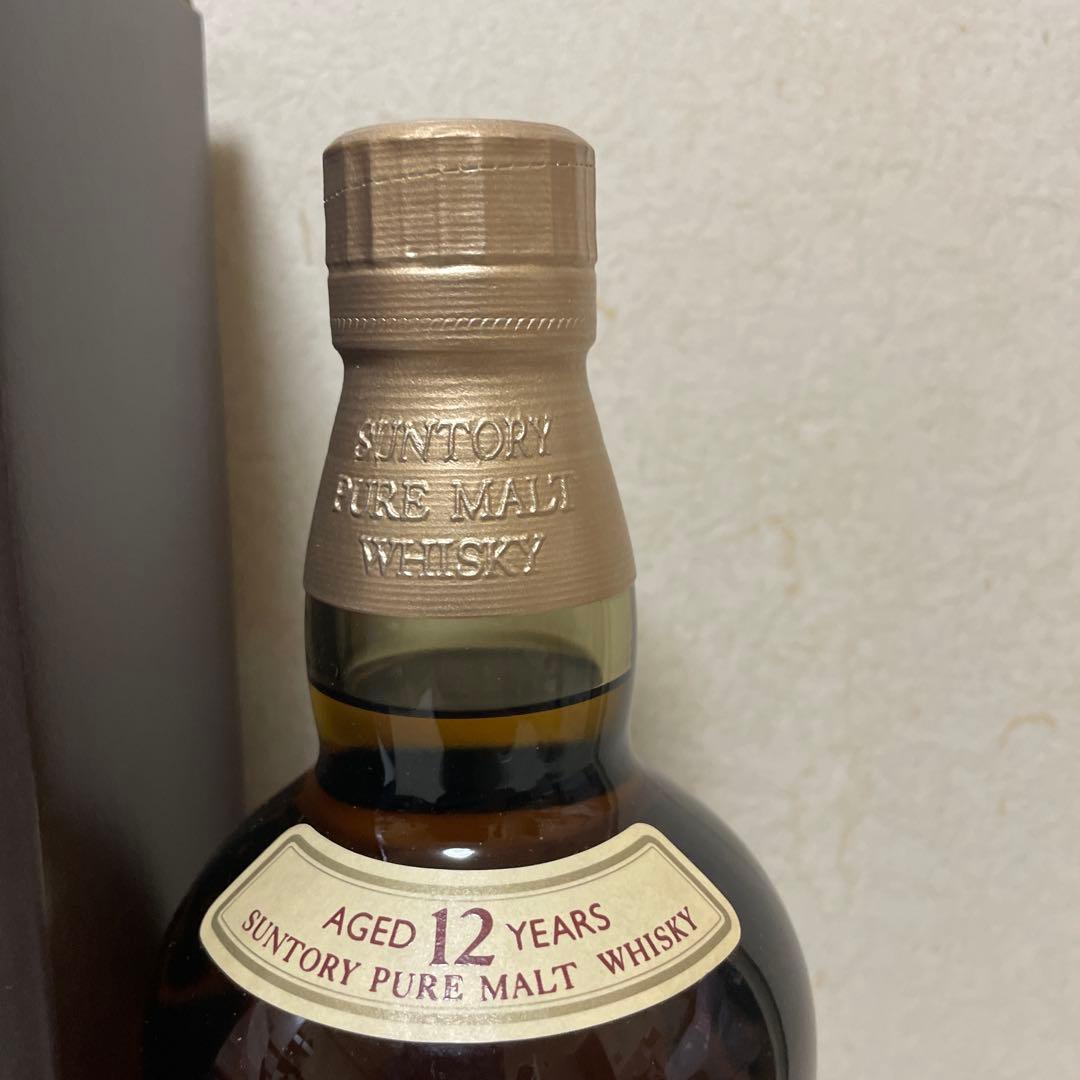 SUNTORY
PURE MALT
WHISKY
AGED 12 YEARS
SUNTORY PURE MALT WHISKY